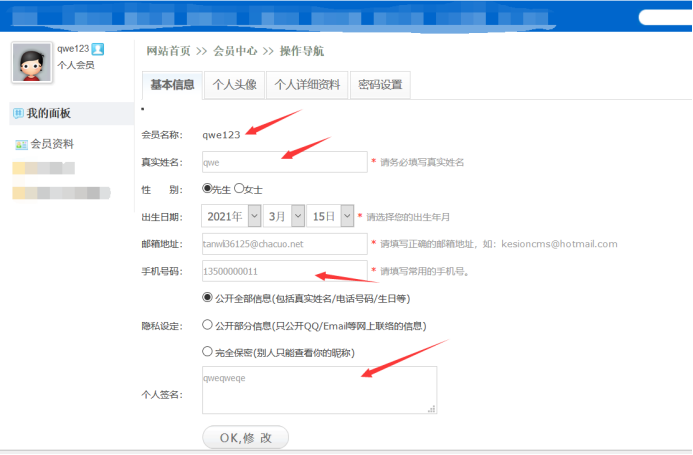 qwe123
个人会员
网站首页 >> 会员中心 >> 操作导航
基本信息 个人头像 个人详细资料 密码设置
我的面板
会员资料
会员名称: qwe123
真实姓名: qwe * 请务必填写真实姓名
性 别: 先生 女士
出生日期: 2021年 3月 15日 * 请选择您的出生年月
邮箱地址: tanwl36125@chacuo.net * 请填写正确的邮箱地址，如: kesioncms@hotmail.com
手机号码: 13500000011 * 请填写常用的手机号。
公开全部信息(包括真实姓名/电话号码/生日等)
隐私设定: 公开部分信息(只公开QQ/Email等网上联络的信息)
完全保密(别人只能查看你的昵称)
个人签名: qweqweqe
OK,修 改